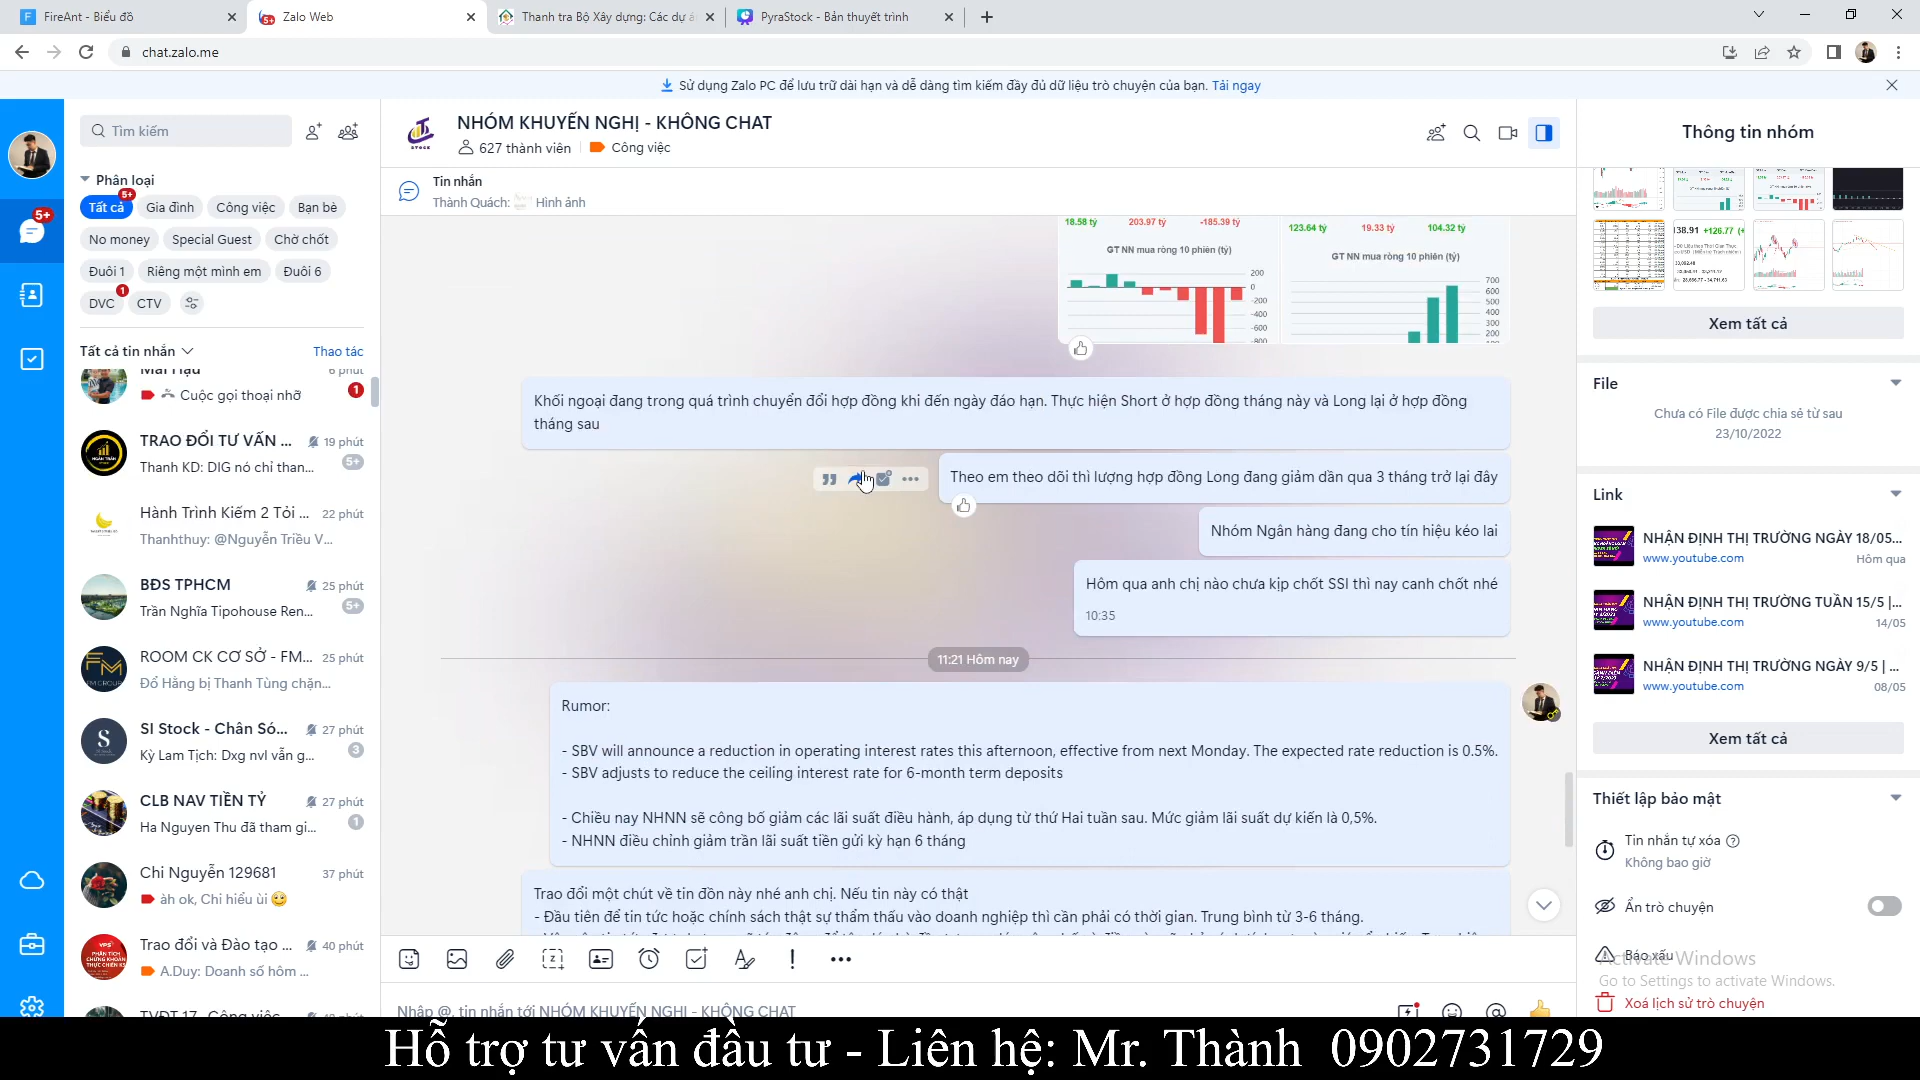 FireAnt - Biểu đồ
Zalo Web
Thanh tra Bộ Xây dựng: Các dự á
PyraStock - Bản thuyết trình
chat.zalo.me
Sử dụng Zalo PC để lưu trữ dài hạn và dễ dàng tìm kiếm đầy đủ dữ liệu trò chuyện của bạn. Tải ngay
Tìm kiếm
Phân loại
5+
Tất cả Gia đình Công việc Bạn bè
No money Special Guest Chờ chốt
Đuôi 1 Riêng một mình em Đuôi 6
DVC 1 CTV
Tất cả tin nhắn Thao tác
Mai Hậu 6 phút
Cuộc gọi thoại nhỡ 1
TRAO ĐỔI TƯ VẤN ... 19 phút
Thanh KD: DIG nó chỉ than... 5+
Hành Trình Kiếm 2 Tỏi ... 22 phút
Thanhthuy: @Nguyễn Triều V...
BĐS TPHCM 25 phút
Trần Nghĩa Tipohouse Ren... 5+
ROOM CK CƠ SỞ - FM... 25 phút
Đổ Hằng bị Thanh Tùng chặn...
SI Stock - Chân Só... 27 phút
Kỳ Lam Tịch: Dxg nvl vẫn g... 3
CLB NAV TIỀN TỶ 27 phút
Ha Nguyen Thu đã tham gi... 1
Chi Nguyễn 129681 37 phút
àh ok, Chi hiểu ùi
Trao đổi và Đào tạo ... 40 phút
A.Duy: Doanh số hôm ...
NHÓM KHUYẾN NGHỊ - KHÔNG CHAT
627 thành viên Công việc
Tin nhắn
Thành Quách: Hình ảnh
18.58 tỷ 203.97 tỷ -185.39 tỷ
GT NN mua ròng 10 phiên (tỷ)
200
0
-200
-400
-600
-800
123.64 tỷ 19.33 tỷ 104.32 tỷ
GT NN mua ròng 10 phiên (tỷ)
700
600
500
400
300
200
Khối ngoại đang trong quá trình chuyển đổi hợp đồng khi đến ngày đáo hạn. Thực hiện Short ở hợp đồng tháng này và Long lại ở hợp đồng
tháng sau
Theo em theo dõi thì lượng hợp đồng Long đang giảm dần qua 3 tháng trở lại đây
Nhóm Ngân hàng đang cho tín hiệu kéo lai
Hôm qua anh chị nào chưa kịp chốt SSI thì nay canh chốt nhé
10:35
11:21 Hôm nay
Rumor:
- SBV will announce a reduction in operating interest rates this afternoon, effective from next Monday. The expected rate reduction is 0.5%.
- SBV adjusts to reduce the ceiling interest rate for 6-month term deposits
- Chiều nay NHNN sẽ công bố giảm các lãi suất điều hành, áp dụng từ thứ Hai tuần sau. Mức giảm lãi suất dự kiến là 0,5%.
- NHNN điều chỉnh giảm trần lãi suất tiền gửi kỳ hạn 6 tháng
Trao đổi một chút về tin đồn này nhé anh chị. Nếu tin này có thật
- Đầu tiên để tin tức hoặc chính sách thật sự thẩm thấu vào doanh nghiệp thì cần phải có thời gian. Trung bình từ 3-6 tháng.
Nhập @, tin nhắn tới NHÓM KHUYẾN NGHỊ - KHÔNG CHAT
Thông tin nhóm
Xem tất cả
File
Chưa có File được chia sẻ từ sau
23/10/2022
Link
NHẬN ĐỊNH THỊ TRƯỜNG NGÀY 18/05...
www.youtube.com Hôm qua
NHẬN ĐỊNH THỊ TRƯỜNG TUẦN 15/5 |...
www.youtube.com 14/05
NHẬN ĐỊNH THỊ TRƯỜNG NGÀY 9/5 | ...
www.youtube.com 08/05
Xem tất cả
Thiết lập bảo mật
Tin nhắn tự xóa
Không bao giờ
Ẩn trò chuyện
Báo xấu
Activate Windows
Go to Settings to activate Windows.
Xoá lịch sử trò chuyện
Hỗ trợ tư vấn đầu tư - Liên hệ: Mr. Thành 0902731729